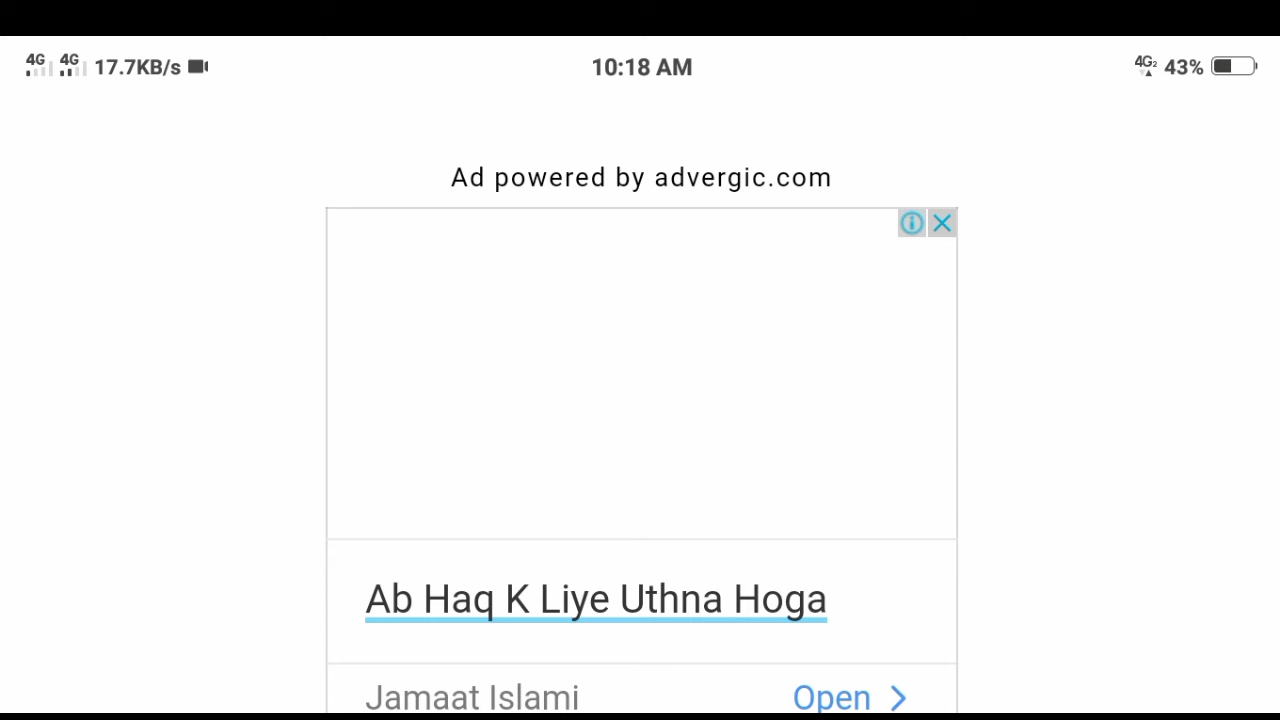 4G 4G 17.7KB/s 10:18 AM 4G2 43%
Ad powered by advergic.com
Ab Haq K Liye Uthna Hoga
Jamaat Islami Open